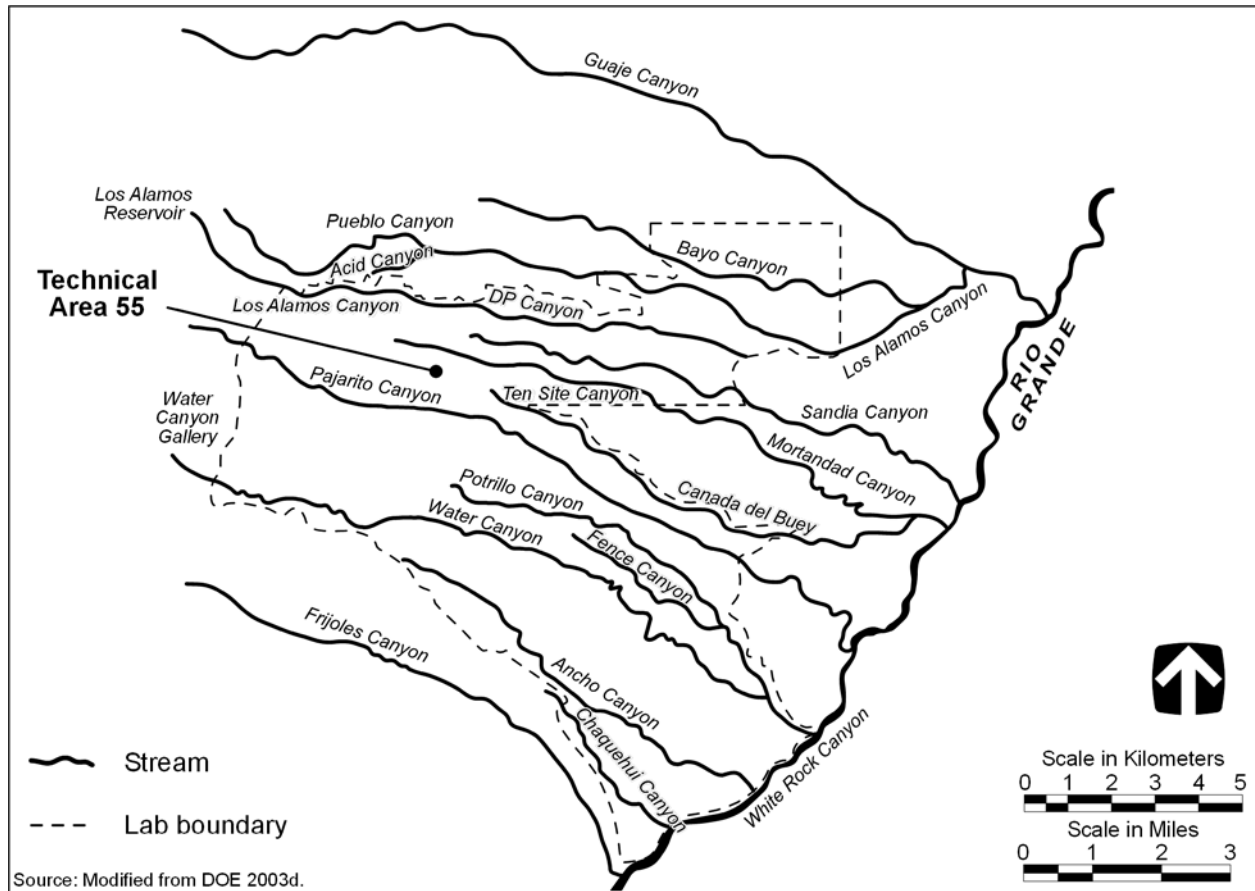 Guaje Canyon
Los Alamos
Reservoir
Pueblo Canyon
Acid Canyon
Bayo Canyon
Technical
Area 55
Los Alamos Canyon
DP Canyon
Los Alamos Canyon
RIO
GRANDE
Pajarito Canyon
Ten Site Canyon
Sandia Canyon
Water
Canyon
Gallery
Mortandad Canyon
Potrillo Canyon
Canada del Buey
Water Canyon
Fence Canyon
Frijoles Canyon
Ancho Canyon
Chaquehui Canyon
White Rock Canyon
Stream
Lab boundary
Scale in Kilometers
0 1 2 3 4 5
Scale in Miles
0 1 2 3
Source: Modified from DOE 2003d.